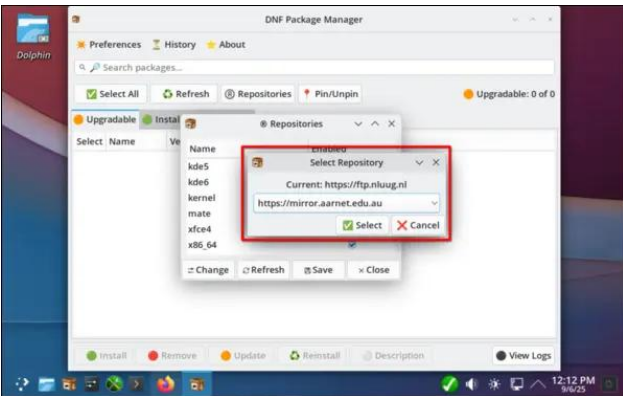 DNF Package Manager
Dolphin
Preferences History About
Search packages...
Select All Refresh Repositories Pin/Unpin Upgradable: 0 of 0
Upgradable Instal
Repositories
Select Name Ve
Name Enabled
kde5
kde6
kernel
mate
xfce4
x86_64
Select Repository
Current: https://ftp.nluug.nl
https://mirror.aarnet.edu.au
Select Cancel
Change Refresh Save Close
Install Remove Update Reinstall Description View Logs
12:12 PM
9/6/25